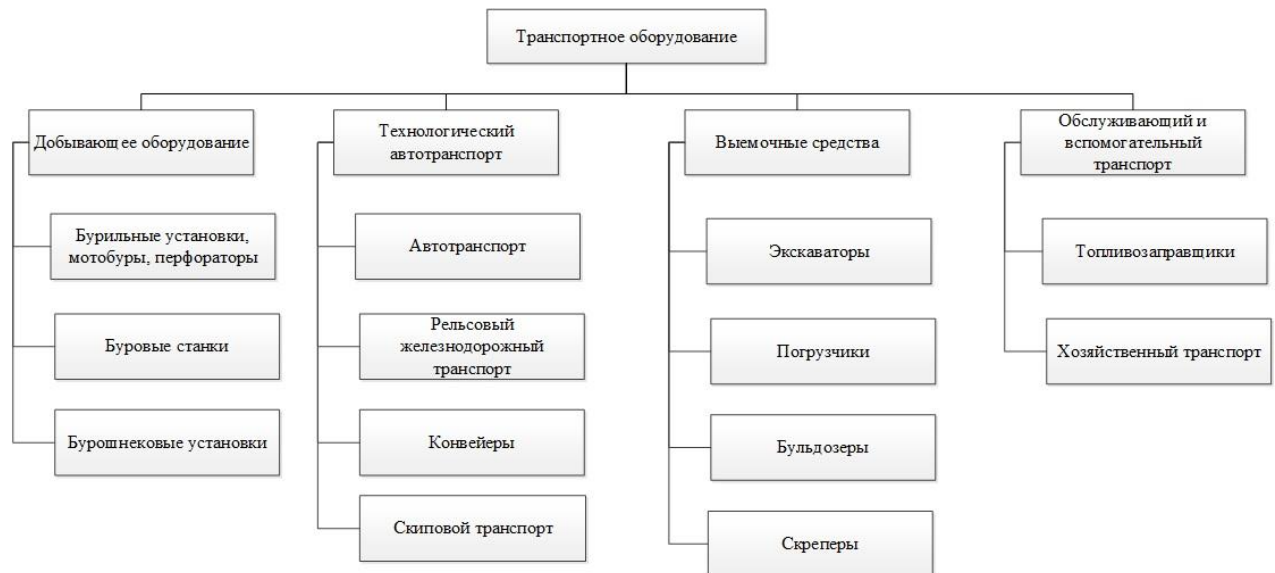 Транспортное оборудование
Добывающее оборудование
Бурильные установки,
мотобуры, перфораторы
Буровые станки
Бурошнековые установки
Технологический
автотранспорт
Автотранспорт
Рельсовый
железнодорожный
транспорт
Конвейеры
Скиповой транспорт
Выемочные средства
Экскаваторы
Погрузчики
Бульдозеры
Скреперы
Обслуживающий и
вспомогательный
транспорт
Топливозаправщики
Хозяйственный транспорт